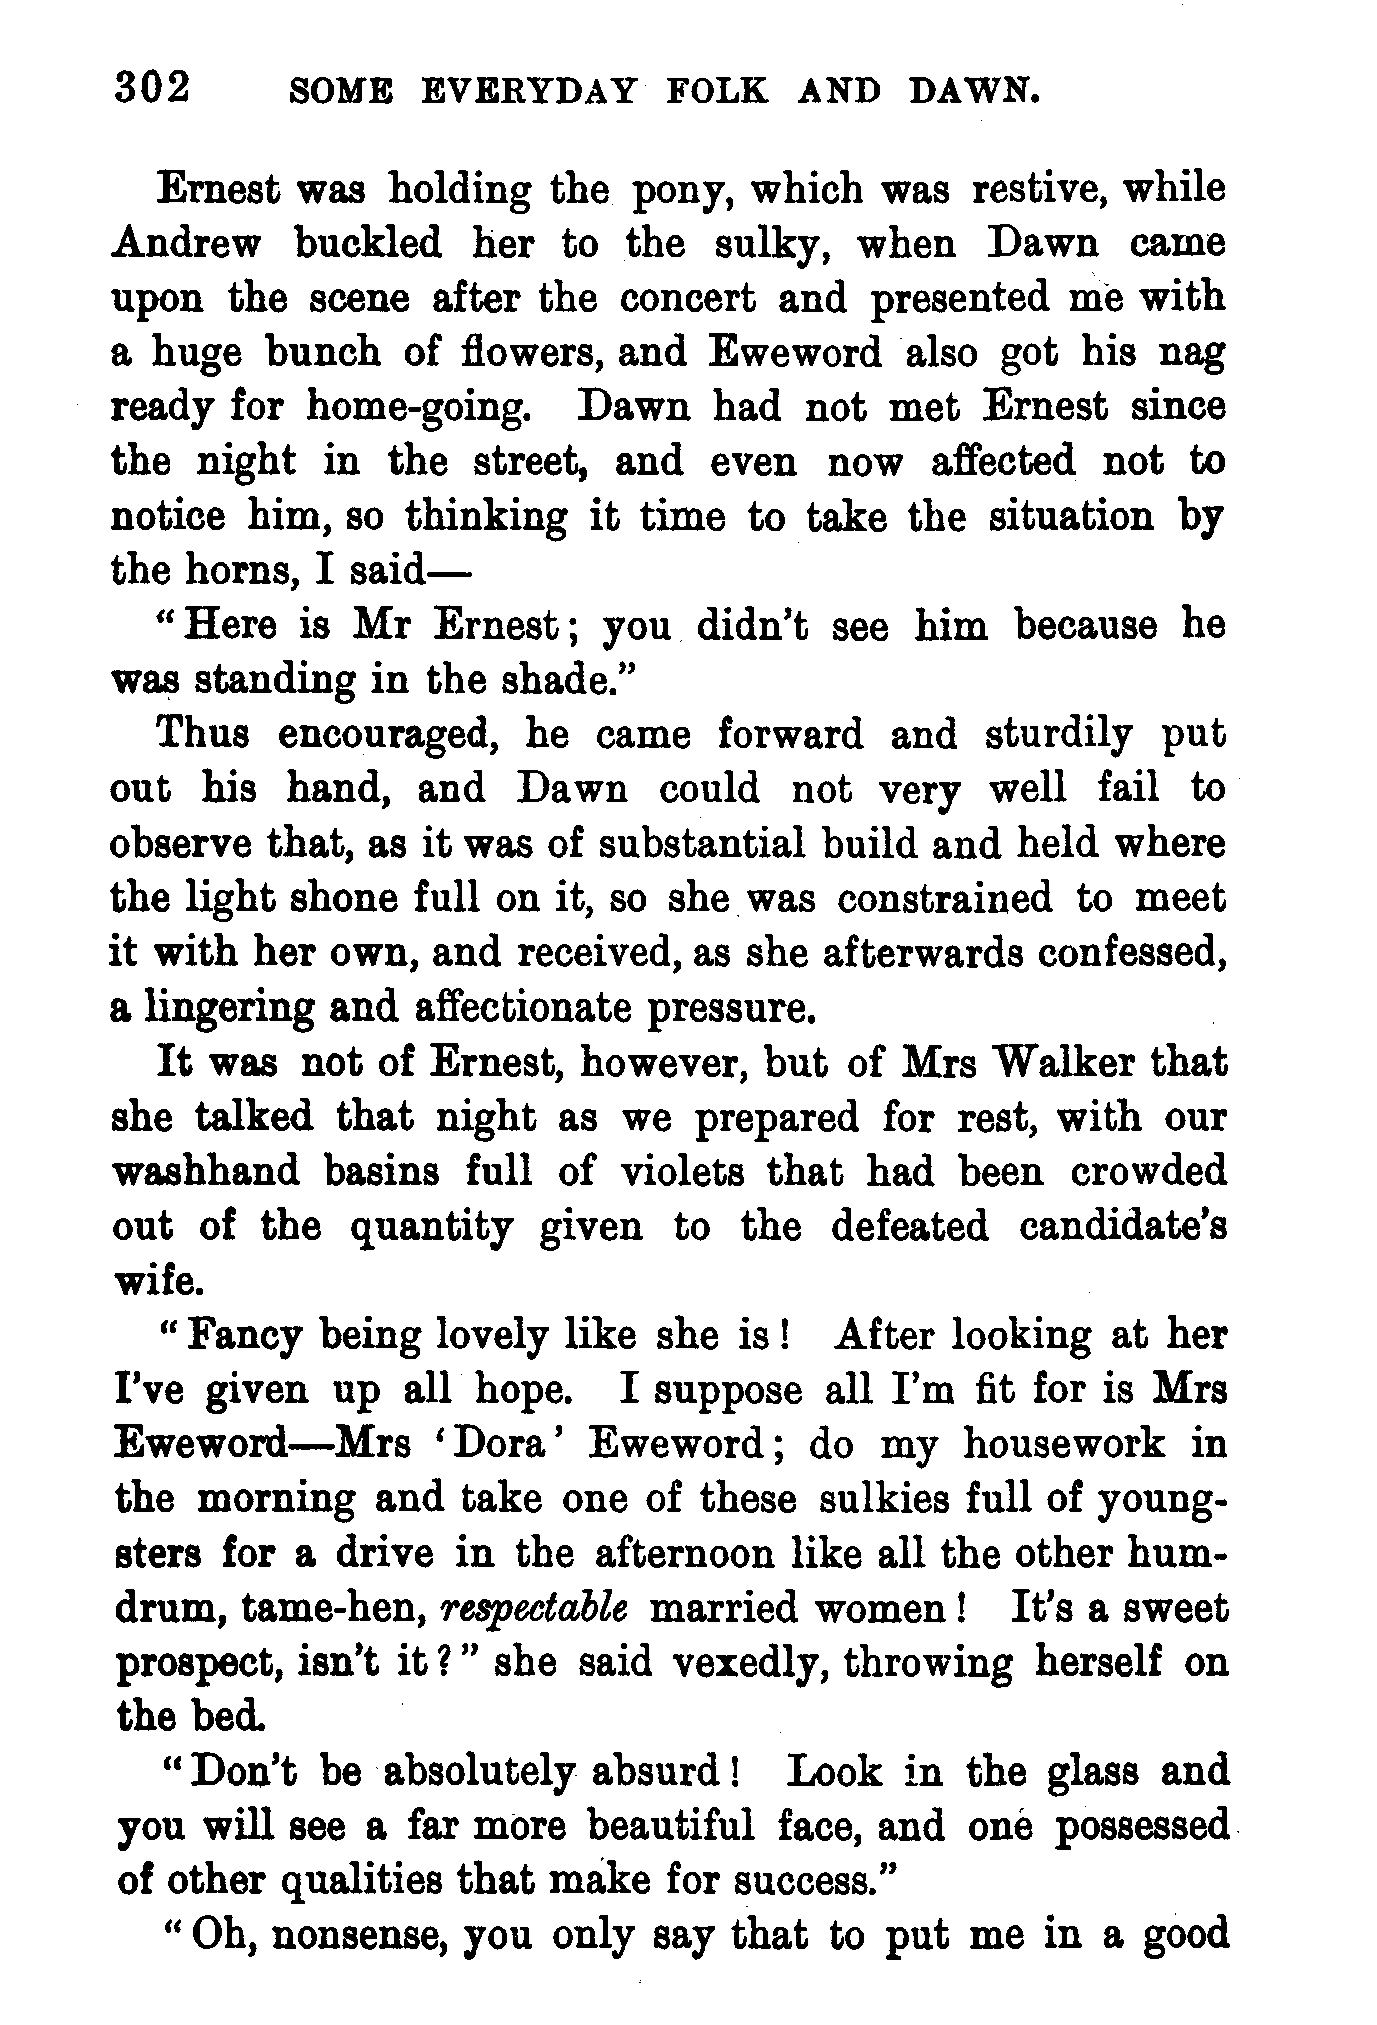 302 SOME EVERYDAY FOLK AND DAWN.
Ernest was holding the pony, which was restive, while
Andrew buckled her to the sulky, when Dawn came
upon the scene after the concert and presented me with
a huge bunch of flowers, and Eweword also got his nag
ready for home-going. Dawn had not met Ernest since
the night in the street, and even now affected not to
notice him, so thinking it time to take the situation by
the horns, I said—
“Here is Mr Ernest; you didn’t see him because he
was standing in the shade.”
Thus encouraged, he came forward and sturdily put
out his hand, and Dawn could not very well fail to
observe that, as it was of substantial build and held where
the light shone full on it, so she was constrained to meet
it with her own, and received, as she afterwards confessed,
a lingering and affectionate pressure.
It was not of Ernest, however, but of Mrs Walker that
she talked that night as we prepared for rest, with our
washhand basins full of violets that had been crowded
out of the quantity given to the defeated candidate’s
wife.
“Fancy being lovely like she is! After looking at her
I’ve given up all hope. I suppose all I’m fit for is Mrs
Eweword—Mrs ‘Dora’ Eweword; do my housework in
the morning and take one of these sulkies full of young-
sters for a drive in the afternoon like all the other hum-
drum, tame-hen, respectable married women! It’s a sweet
prospect, isn’t it?” she said vexedly, throwing herself on
the bed.
“Don’t be absolutely absurd! Look in the glass and
you will see a far more beautiful face, and one possessed
of other qualities that make for success.”
“Oh, nonsense, you only say that to put me in a good